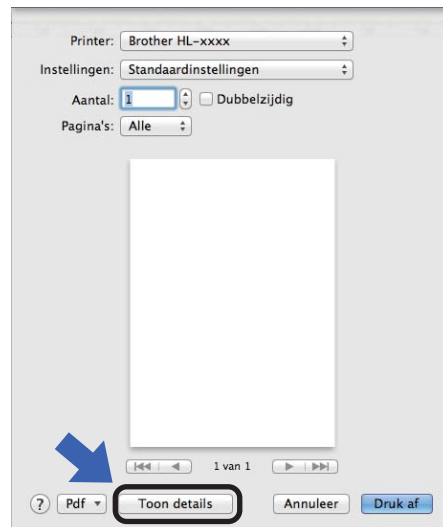 Printer: Brother HL-xxxx
Instellingen: Standaardinstellingen
Aantal: 1 Dubbelzijdig
Pagina's: Alle
1 van 1
? Pdf Toon details Annuleer Druk af